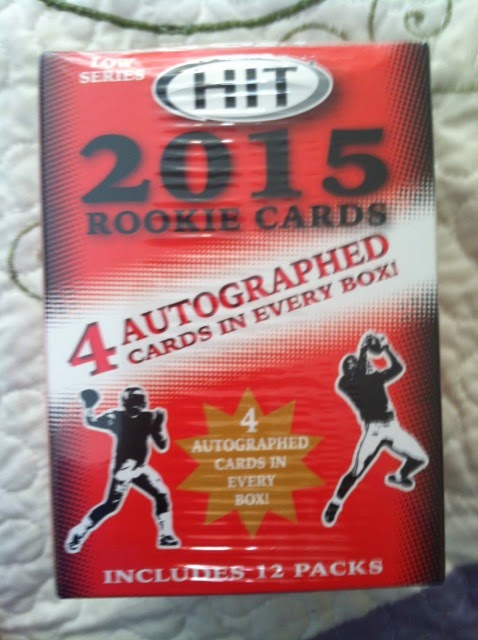 LOW
SERIES
HIT
2015
ROOKIE CARDS
4 AUTOGRAPHED
CARDS IN EVERY BOX!
4
AUTOGRAPHED
CARDS IN
EVERY
BOX!
INCLUDES 12 PACKS